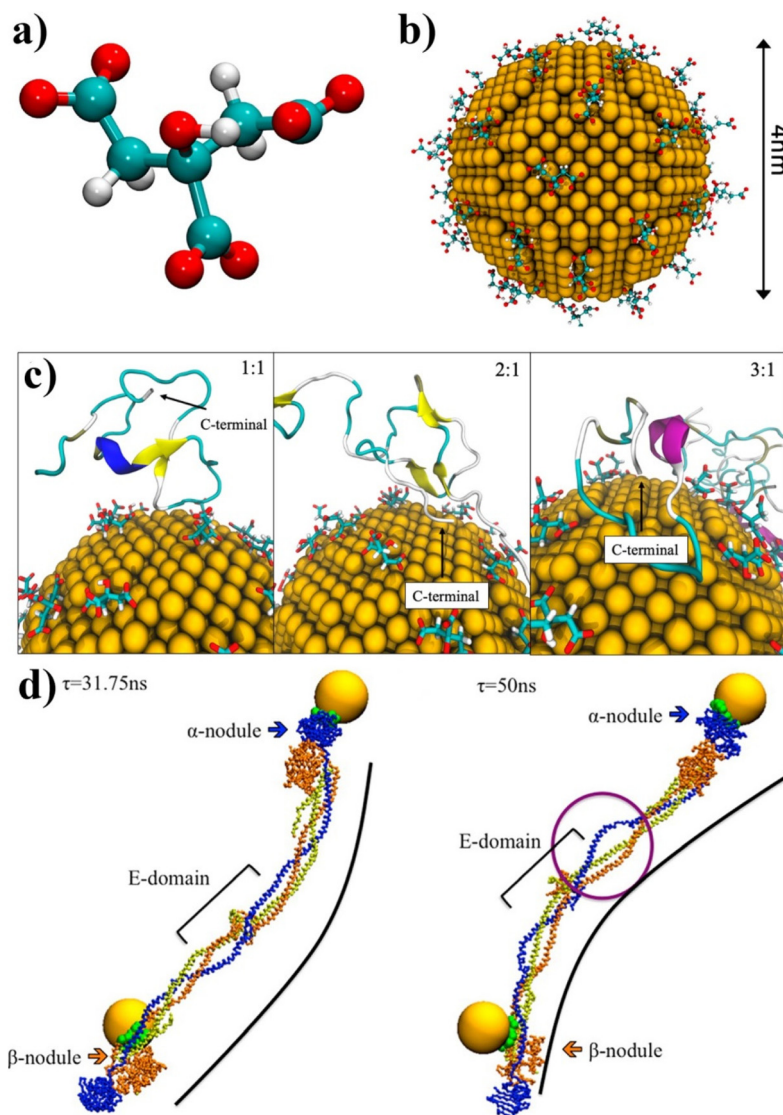 a)
b)
4nm
c)
1:1
C-terminal
2:1
C-terminal
3:1
C-terminal
d)
τ=31.75ns
α-nodule
E-domain
β-nodule
τ=50ns
α-nodule
E-domain
β-nodule